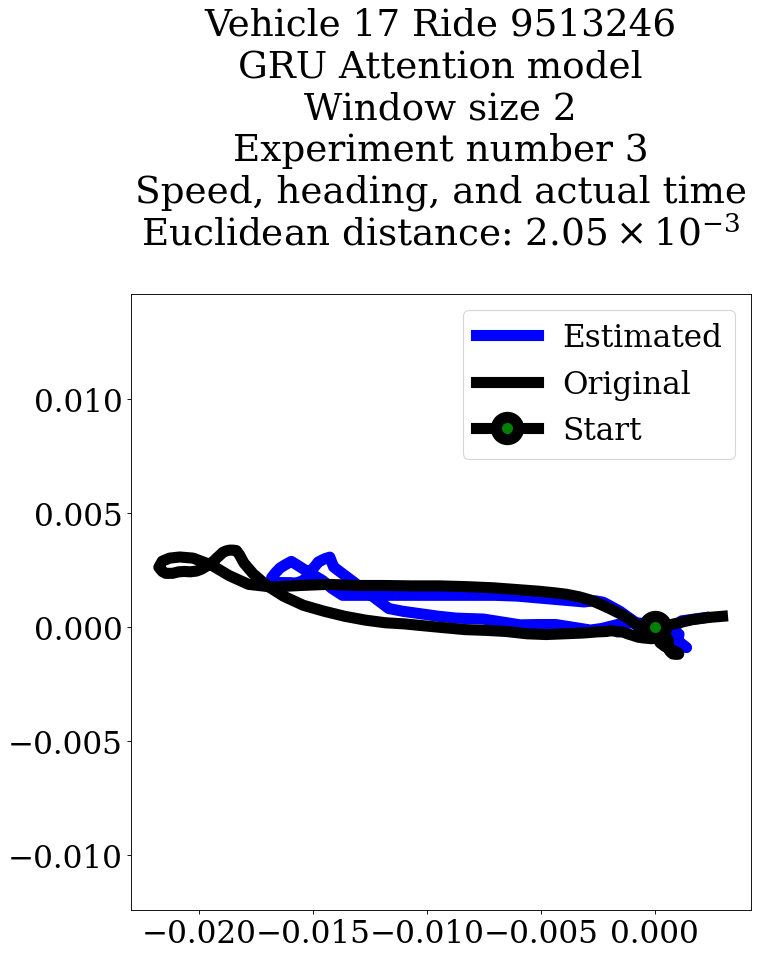 Vehicle 17 Ride 9513246
GRU Attention model
Window size 2
Experiment number 3
Speed, heading, and actual time
Euclidean distance: 2.05 × 10⁻³
Estimated
Original
Start
0.010
0.005
0.000
−0.005
−0.010
−0.020 −0.015 −0.010 −0.005 0.000